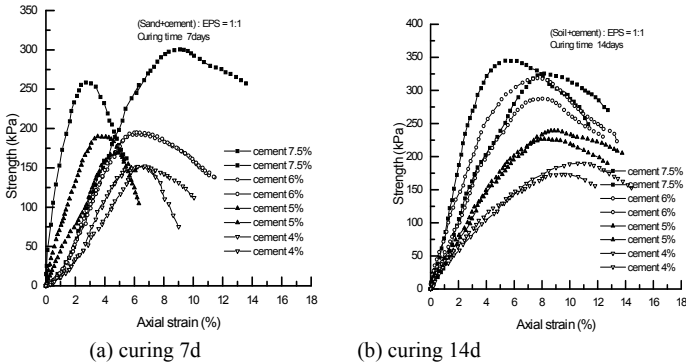 (Sand+cement) : EPS = 1:1
Curing time 7days
Strength (kPa)
350
300
250
200
150
100
50
0
cement 7.5%
cement 7.5%
cement 6%
cement 6%
cement 5%
cement 5%
cement 4%
cement 4%
0 2 4 6 8 10 12 14 16 18
Axial strain (%)
(a) curing 7d
(Soil+cement) : EPS = 1:1
Curing time 14days
Strength (kPa)
400
350
300
250
200
150
100
50
0
cement 7.5%
cement 7.5%
cement 6%
cement 6%
cement 5%
cement 5%
cement 4%
cement 4%
0 2 4 6 8 10 12 14 16 18
Axial strain (%)
(b) curing 14d